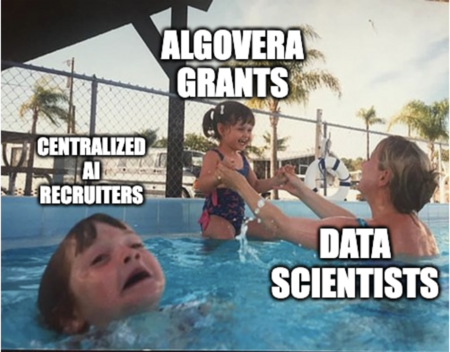 ALGOVERA
GRANTS
CENTRALIZED
AI
RECRUITERS
DATA
SCIENTISTS